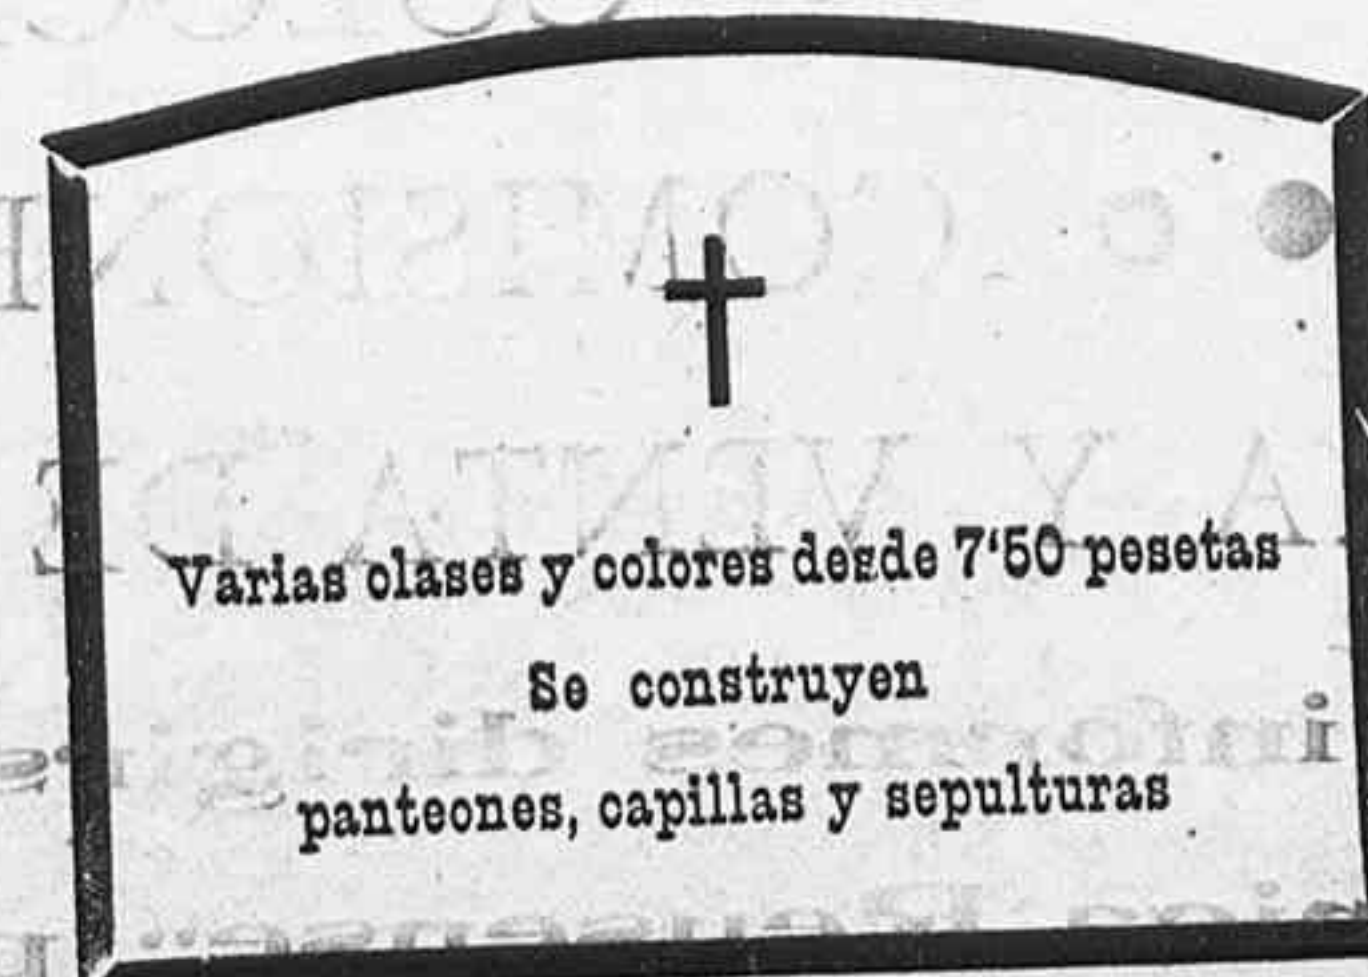 Varias clases y colores desde 7'50 pesetas
Se construyen
panteones, capillas y sepulturas